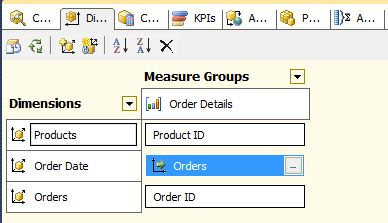 C... Di... C... KPIs A... P... A...
Measure Groups
Dimensions Order Details
Products Product ID
Order Date Orders ...
Orders Order ID